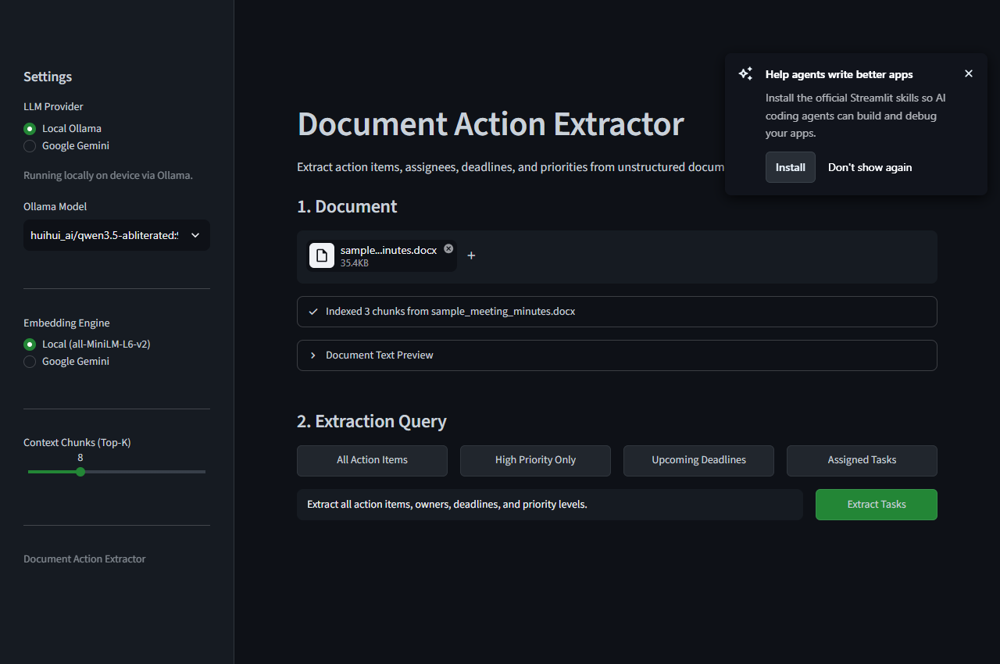 Settings
LLM Provider
Local Ollama
Google Gemini
Running locally on device via Ollama.
Ollama Model
huihui_ai/qwen3.5-abliterated:9
Embedding Engine
Local (all-MiniLM-L6-v2)
Google Gemini
Context Chunks (Top-K)
8
Document Action Extractor
Document Action Extractor
Extract action items, assignees, deadlines, and priorities from unstructured docum
1. Document
sample...inutes.docx
35.4KB
Indexed 3 chunks from sample_meeting_minutes.docx
Document Text Preview
2. Extraction Query
All Action Items
High Priority Only
Upcoming Deadlines
Assigned Tasks
Extract all action items, owners, deadlines, and priority levels.
Extract Tasks
Help agents write better apps
Install the official Streamlit skills so AI
coding agents can build and debug
your apps.
Install
Don't show again